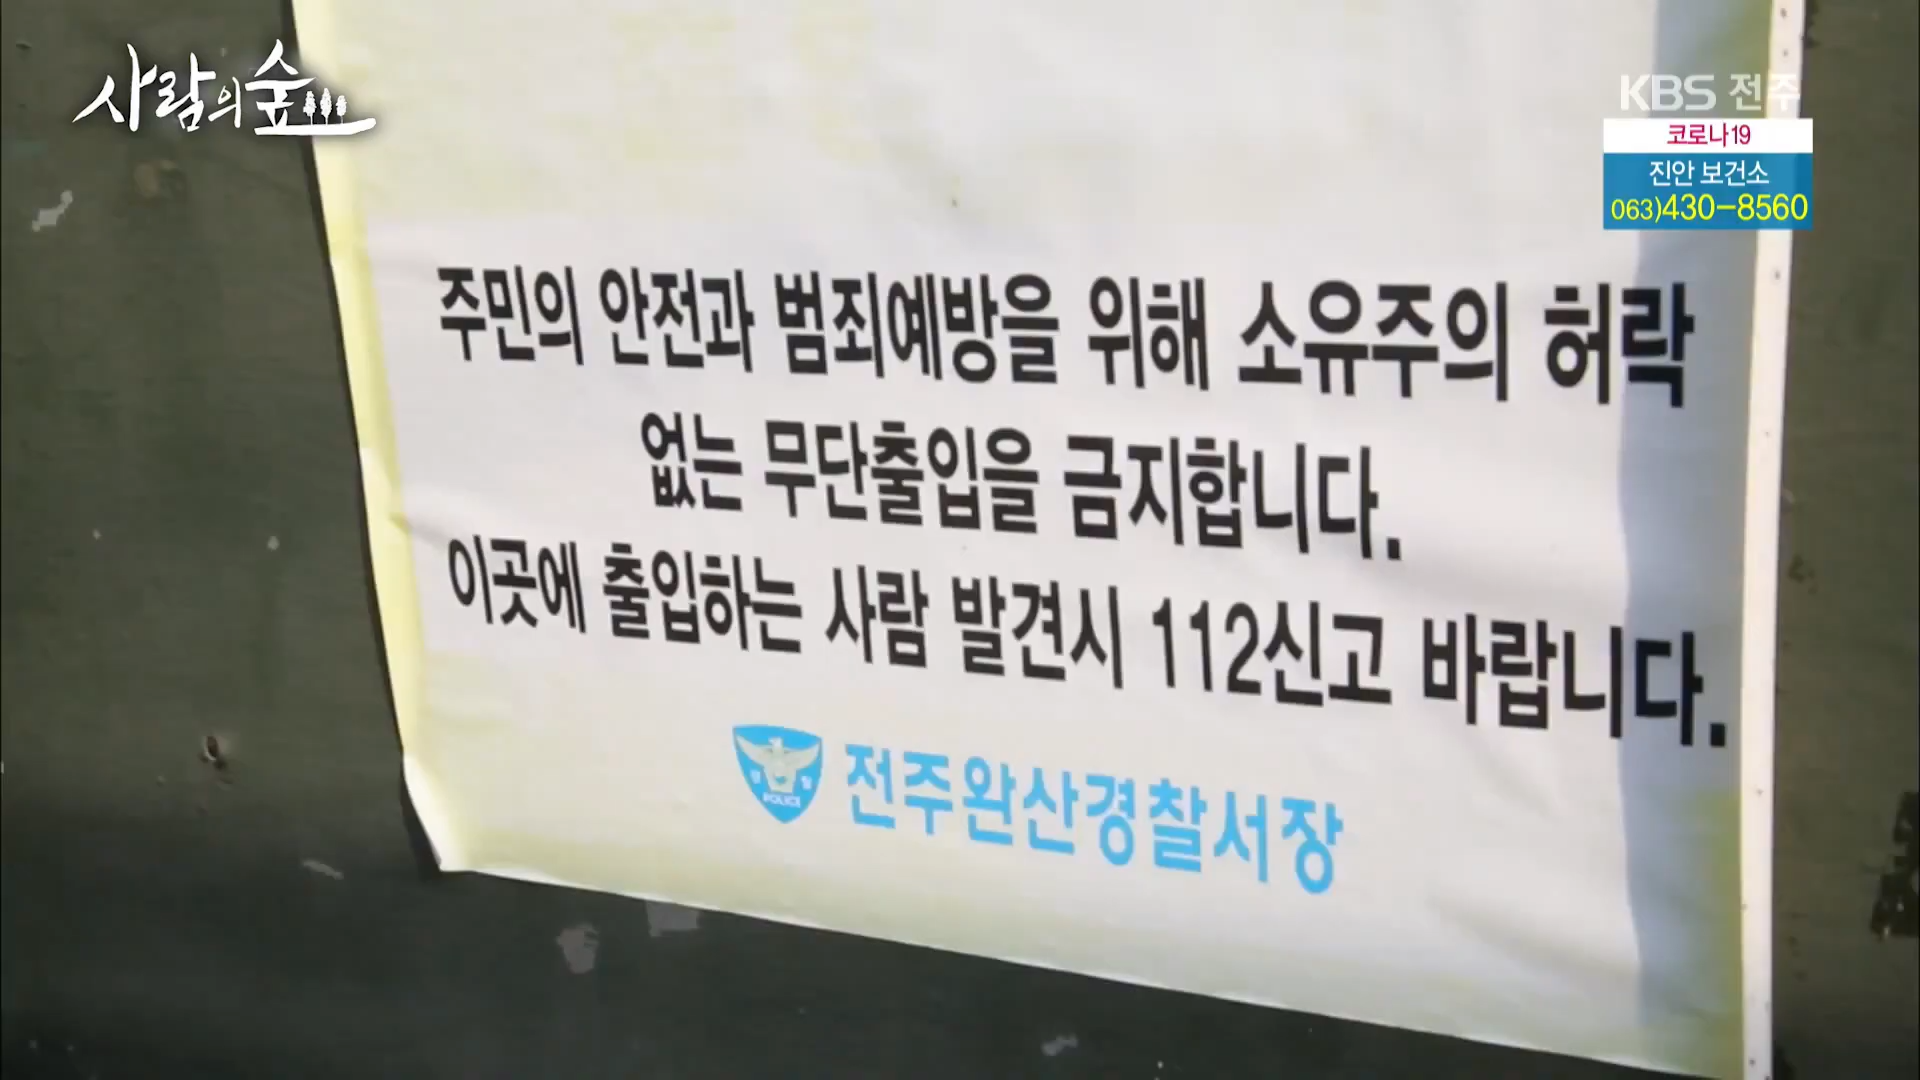 사람의숲
KBS 전주
코로나19
진안 보건소
063)430-8560
주민의 안전과 범죄예방을 위해 소유주의 허락
없는 무단출입을 금지합니다.
이곳에 출입하는 사람 발견시 112신고 바랍니다.
경찰
POLICE
전주완산경찰서장